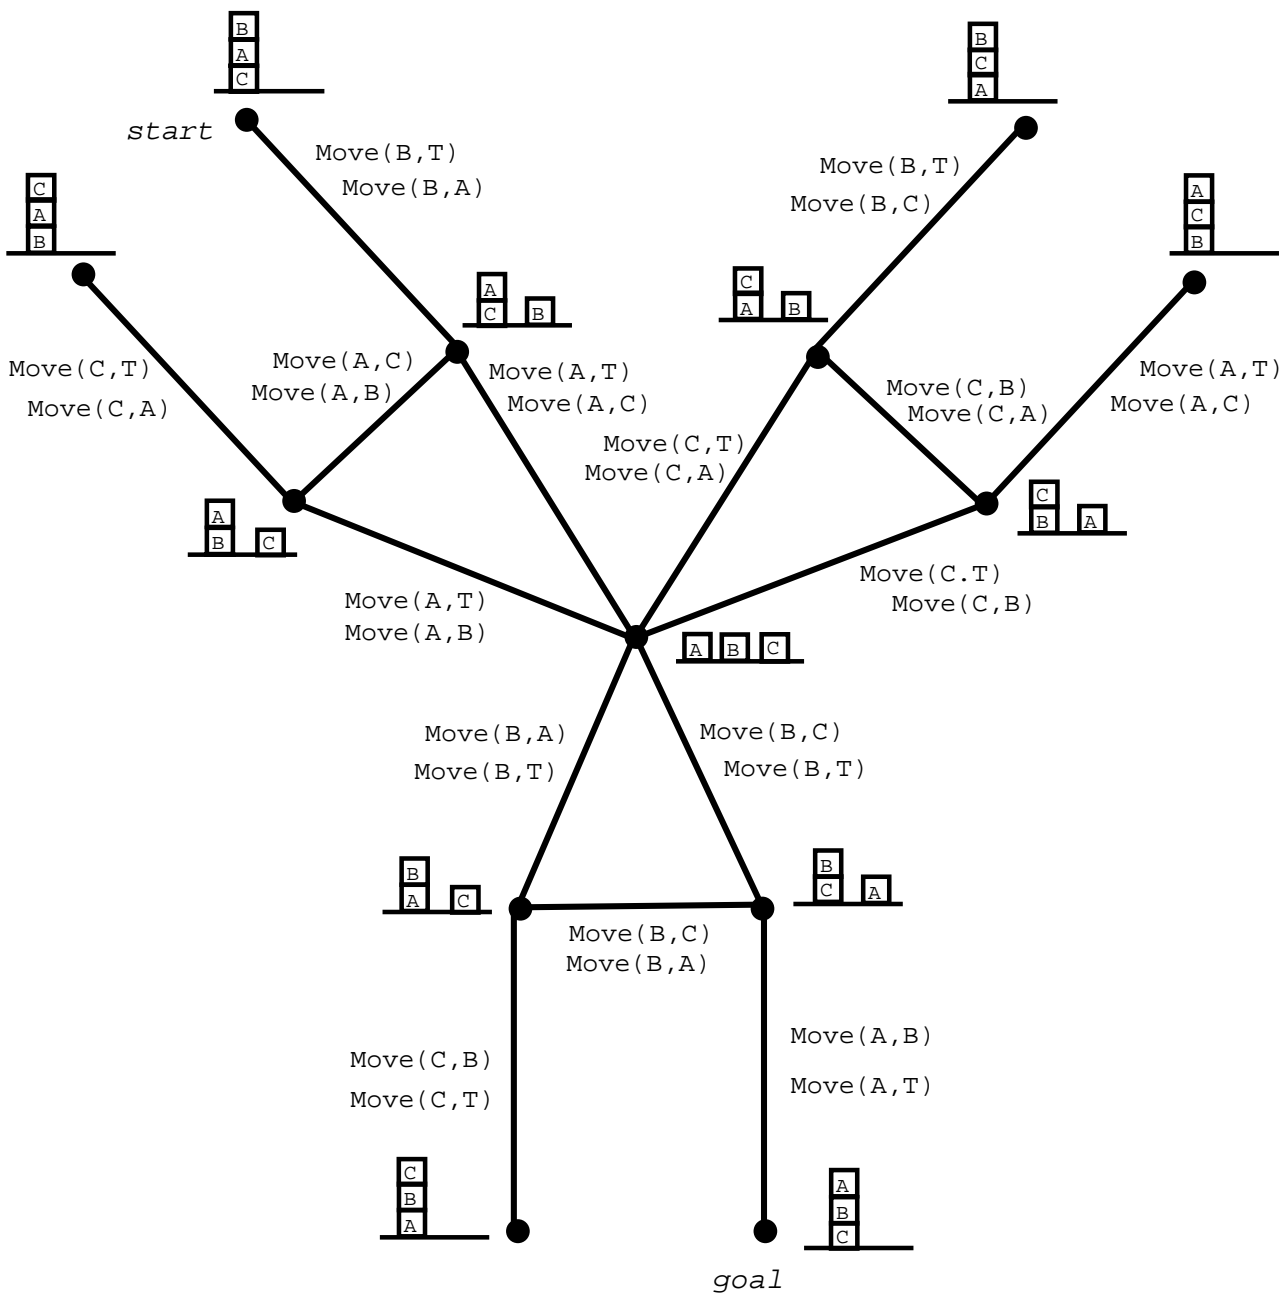 B
A
C
start
Move(B,T)
Move(B,A)
B
C
A
Move(B,T)
Move(B,C)
C
A
B
A
C
B
A
C
B
C
A
B
Move(C,T)
Move(C,A)
Move(A,C)
Move(A,B)
Move(A,T)
Move(A,C)
Move(C,T)
Move(C,A)
Move(C,B)
Move(C,A)
Move(A,T)
Move(A,C)
A
B
C
C
B
A
Move(A,T)
Move(A,B)
Move(C.T)
Move(C,B)
A B C
Move(B,A)
Move(B,T)
Move(B,C)
Move(B,T)
B
A
C
B
C
A
Move(B,C)
Move(B,A)
Move(C,B)
Move(C,T)
Move(A,B)
Move(A,T)
C
B
A
A
B
C
goal